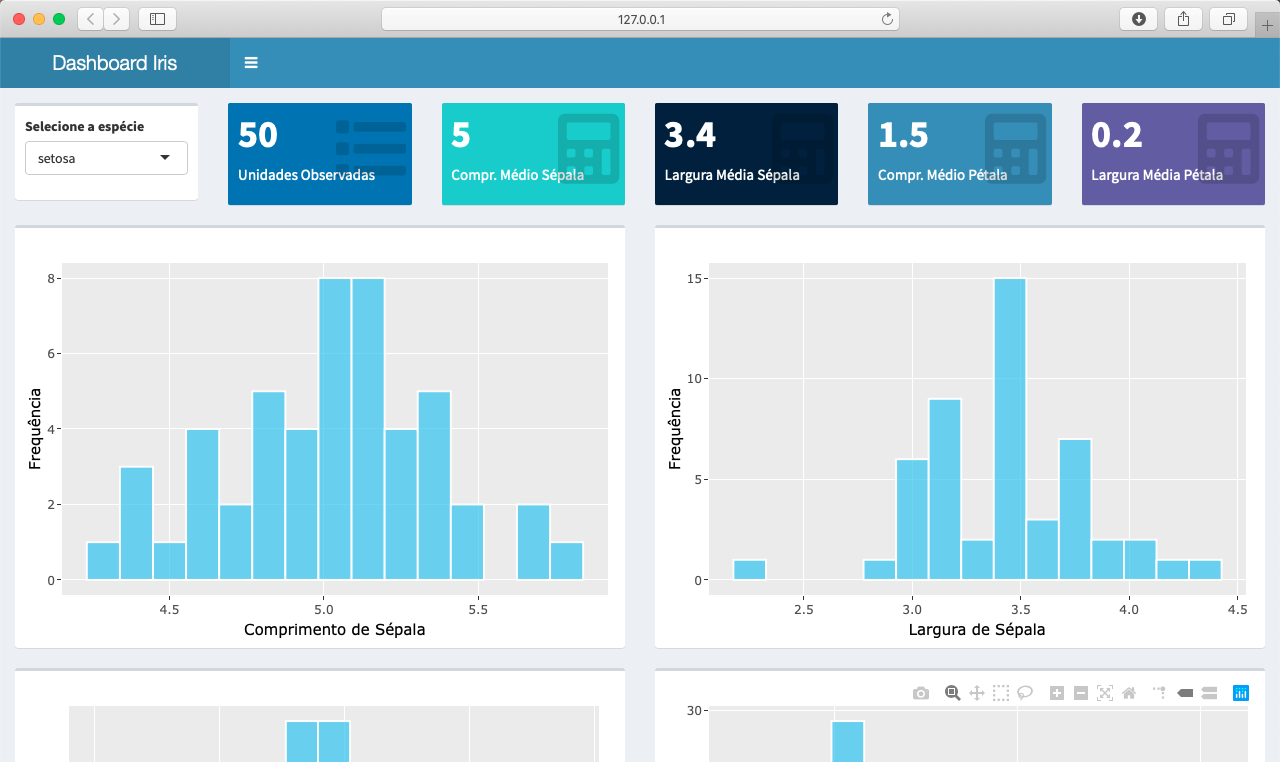 127.0.0.1
Dashboard Iris
Selecione a espécie
setosa
50
Unidades Observadas
5
Compr. Médio Sépala
3.4
Largura Média Sépala
1.5
Compr. Médio Pétala
0.2
Largura Média Pétala
8
6
4
2
0
Frequência
4.5 5.0 5.5
Comprimento de Sépala
15
10
5
0
Frequência
2.5 3.0 3.5 4.0 4.5
Largura de Sépala
30